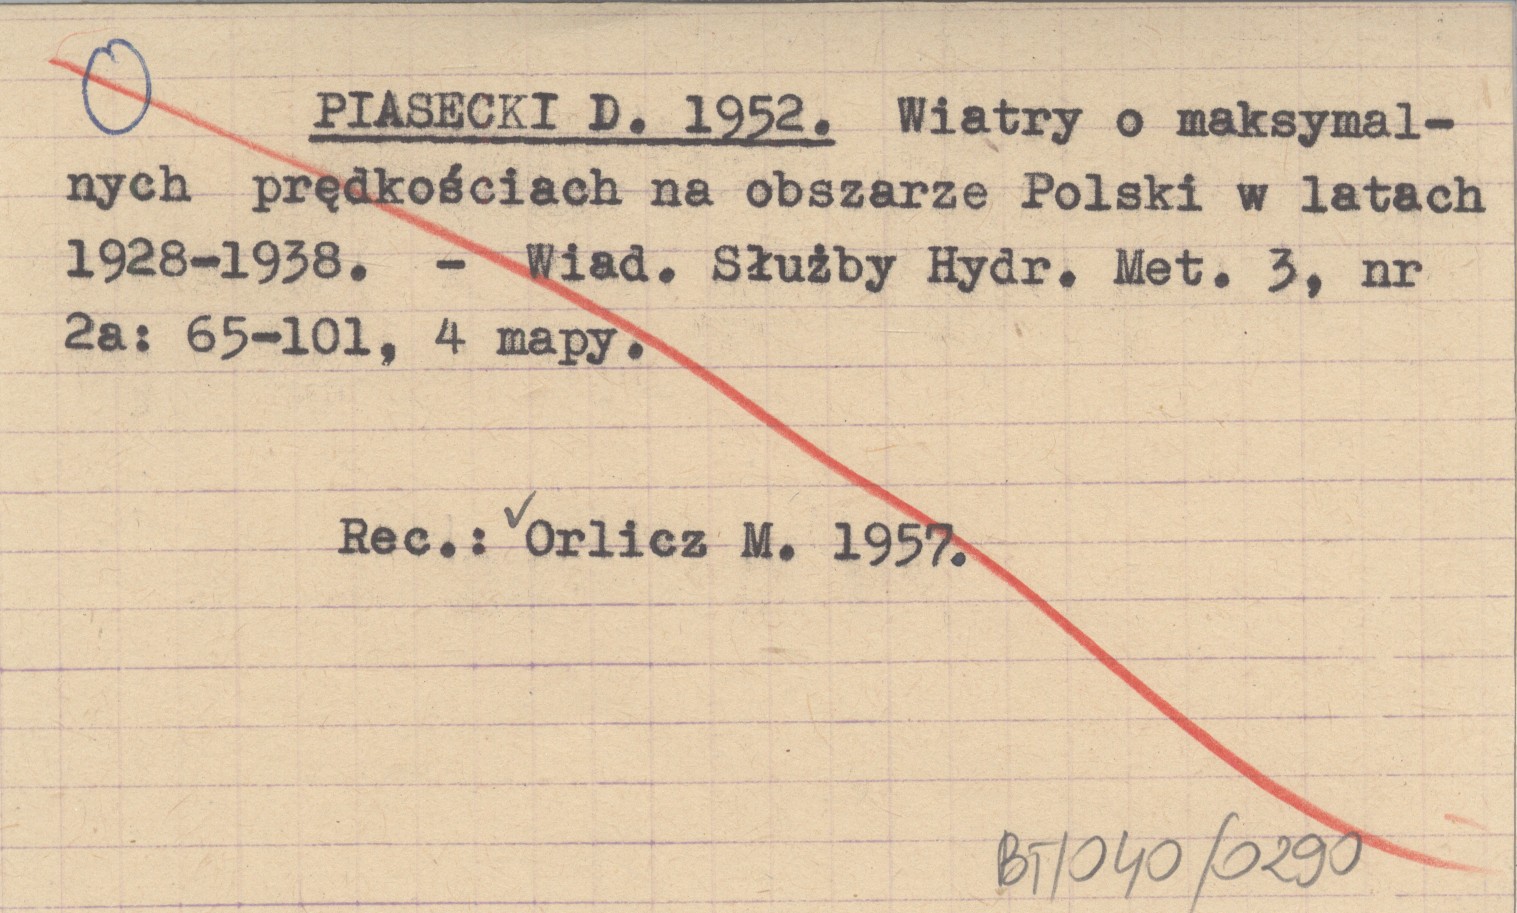 PIASECKI D. 1952. Wiatry o maksymal-
nych prędkościach na obszarze Polski w latach
1928-1938. - Wiad. Służby Hydr. Met. 3, nr
2a: 65-101, 4 mapy.
Rec.: ✓Orlicz M. 1957.
BT/040/0290